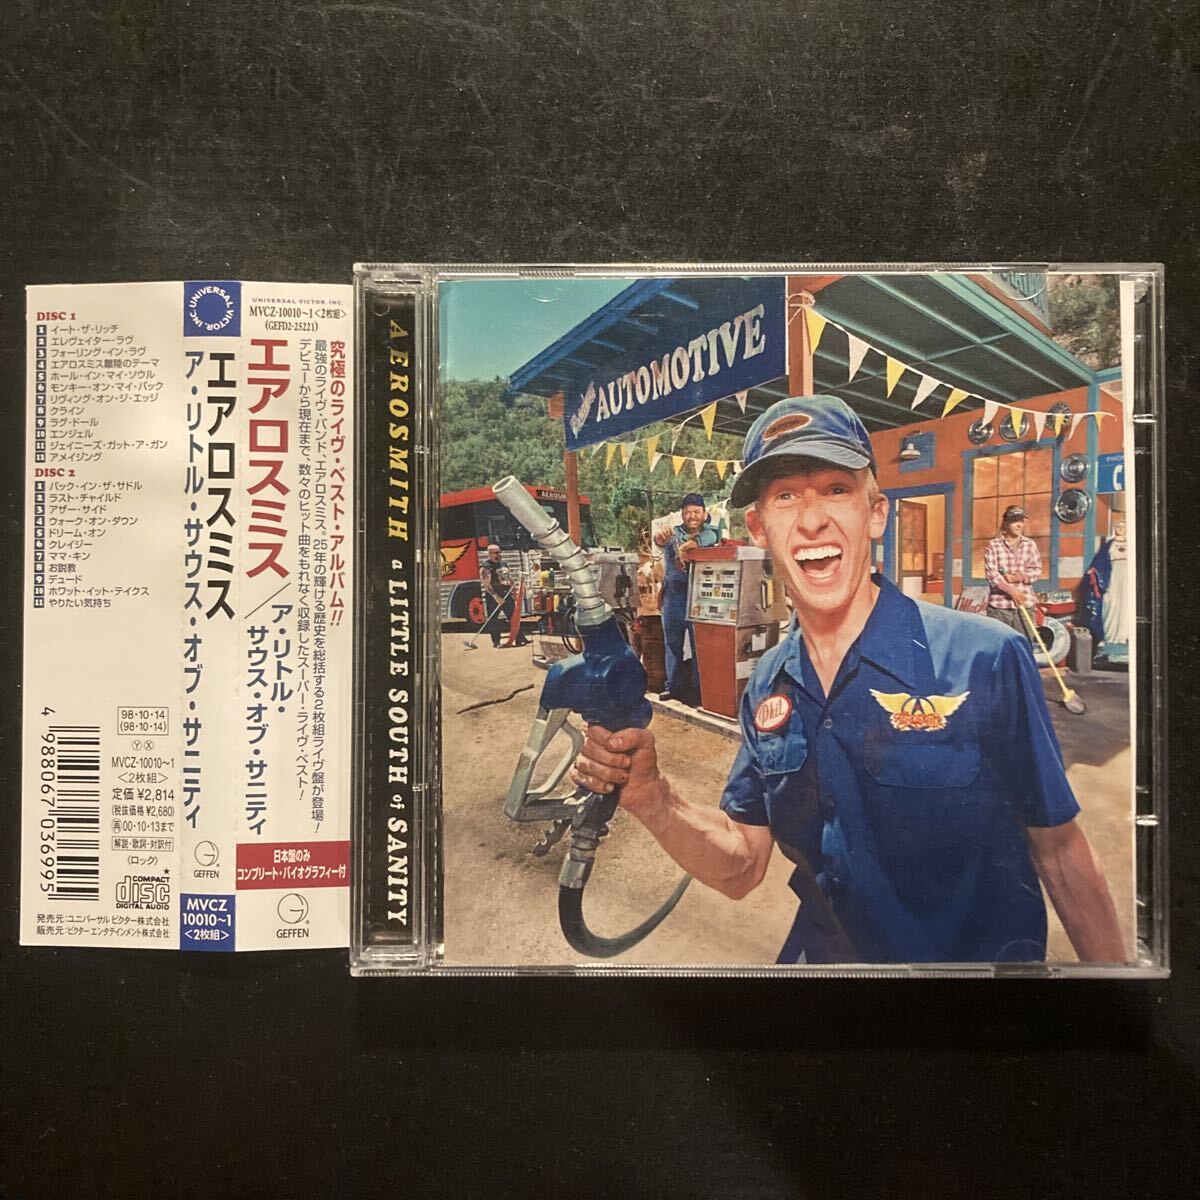 DISC 1
1 イート・ザ・リッチ
2 エレヴェイター・ラヴ
3 フォーリング・イン・ラヴ
4 エアロスミス離陸のテーマ
5 ホール・イン・マイ・ソウル
6 モンキー・オン・マイ・バック
7 リヴィング・オン・ジ・エッジ
8 クライン
9 ラグ・ドール
10 エンジェル
11 ジェイニーズ・ガット・ア・ガン
11 アメイジング
DISC 2
1 バック・イン・ザ・サドル
2 ラスト・チャイルド
3 アザー・サイド
4 ウォーク・オン・ダウン
5 ドリーム・オン
6 クレイジー
7 ママ・キン
8 お説教
9 デュード
10 ホワット・イット・テイクス
11 やりたい気持ち
4 988067 036995
98・10・14
(98・10・14)
Ⓨ Ⓧ
MVCZ-10010~1
<2枚組>
定価 ¥2,814
(税抜価格 ¥2,680)
再00・10・13まで
解説・歌詞・対訳付
〈ロック〉
COMPACT
disc
DIGITAL AUDIO
発売元:ユニバーサル ビクター株式会社
販売元:ビクターエンタテインメント株式会社
UNIVERSAL VICTOR, INC.
エアロスミス
ア・リトル・サウス・オブ・サニティ
GEFFEN
MVCZ
10010~1
<2枚組>
UNIVERSAL VICTOR, INC.
MVCZ-10010~1<2枚組>
(GEFD2-25221)
究極のライヴ・ベスト・アルバム!!
最強のライヴ・バンド、エアロスミス。25年の輝ける歴史を総括する2枚組ライヴ盤が登場!
デビューから現在まで、数々のヒット曲をもれなく収録したスーパー・ライヴ・ベスト!
エアロスミス/ア・リトル・
サウス・オブ・サニティ
日本盤のみ
コンプリート・バイオグラフィー付
GEFFEN
AEROSMITH a LITTLE SOUTH of SANITY
AUTOMOTIVE
AEROSM
Phil
A
Aerosmith